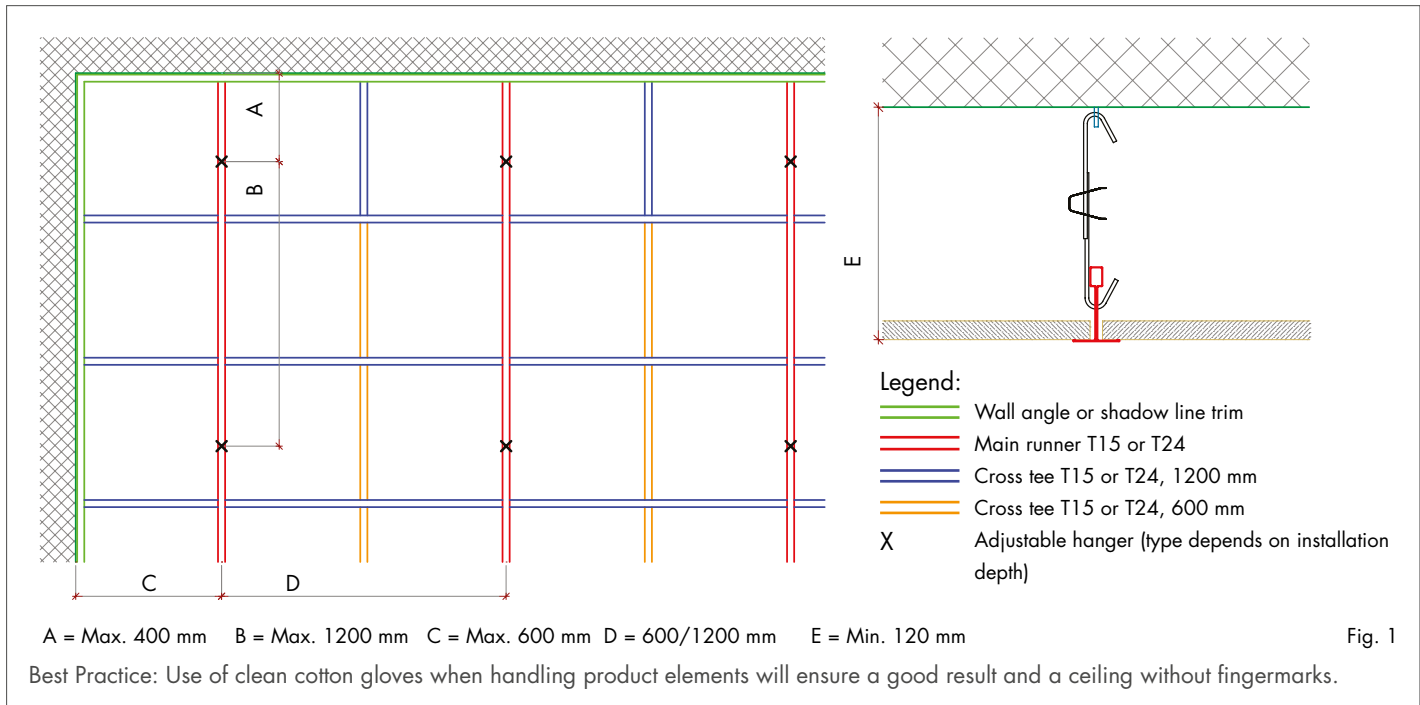 A
B
C
D
E
Legend:
Wall angle or shadow line trim
Main runner T15 or T24
Cross tee T15 or T24, 1200 mm
Cross tee T15 or T24, 600 mm
X Adjustable hanger (type depends on installation
depth)
A = Max. 400 mm B = Max. 1200 mm C = Max. 600 mm D = 600/1200 mm E = Min. 120 mm Fig. 1
Best Practice: Use of clean cotton gloves when handling product elements will ensure a good result and a ceiling without fingermarks.